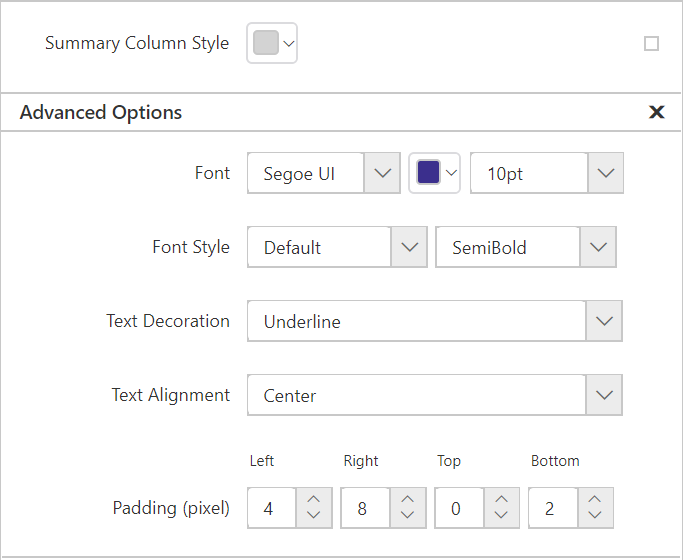 Summary Column Style
Advanced Options
Font Segoe UI 10pt
Font Style Default SemiBold
Text Decoration Underline
Text Alignment Center
Left Right Top Bottom
Padding (pixel) 4 8 0 2